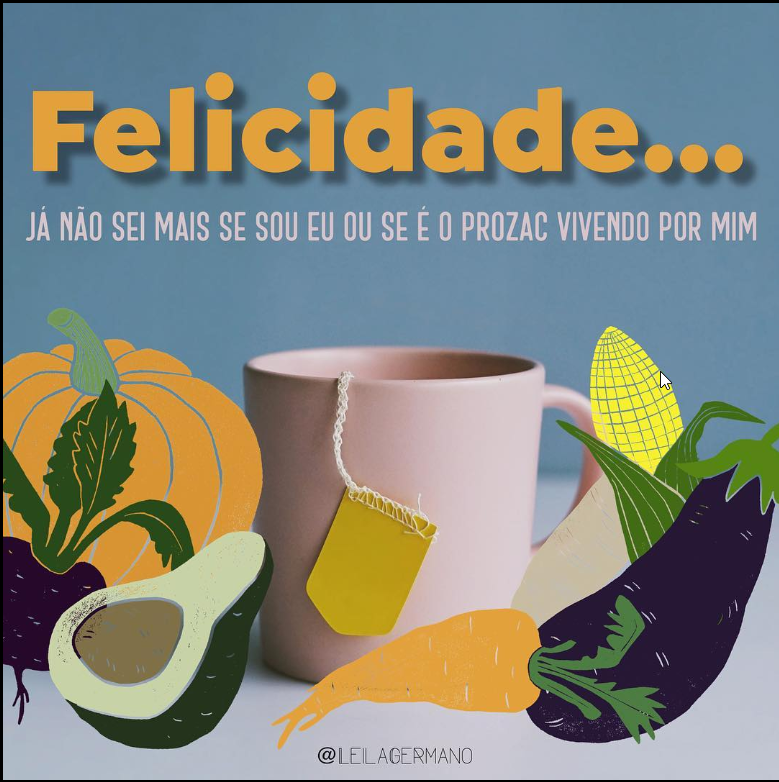 Felicidade...
JÁ NÃO SEI MAIS SE SOU EU OU SE É O PROZAC VIVENDO POR MIM
@LEILAGERMANO